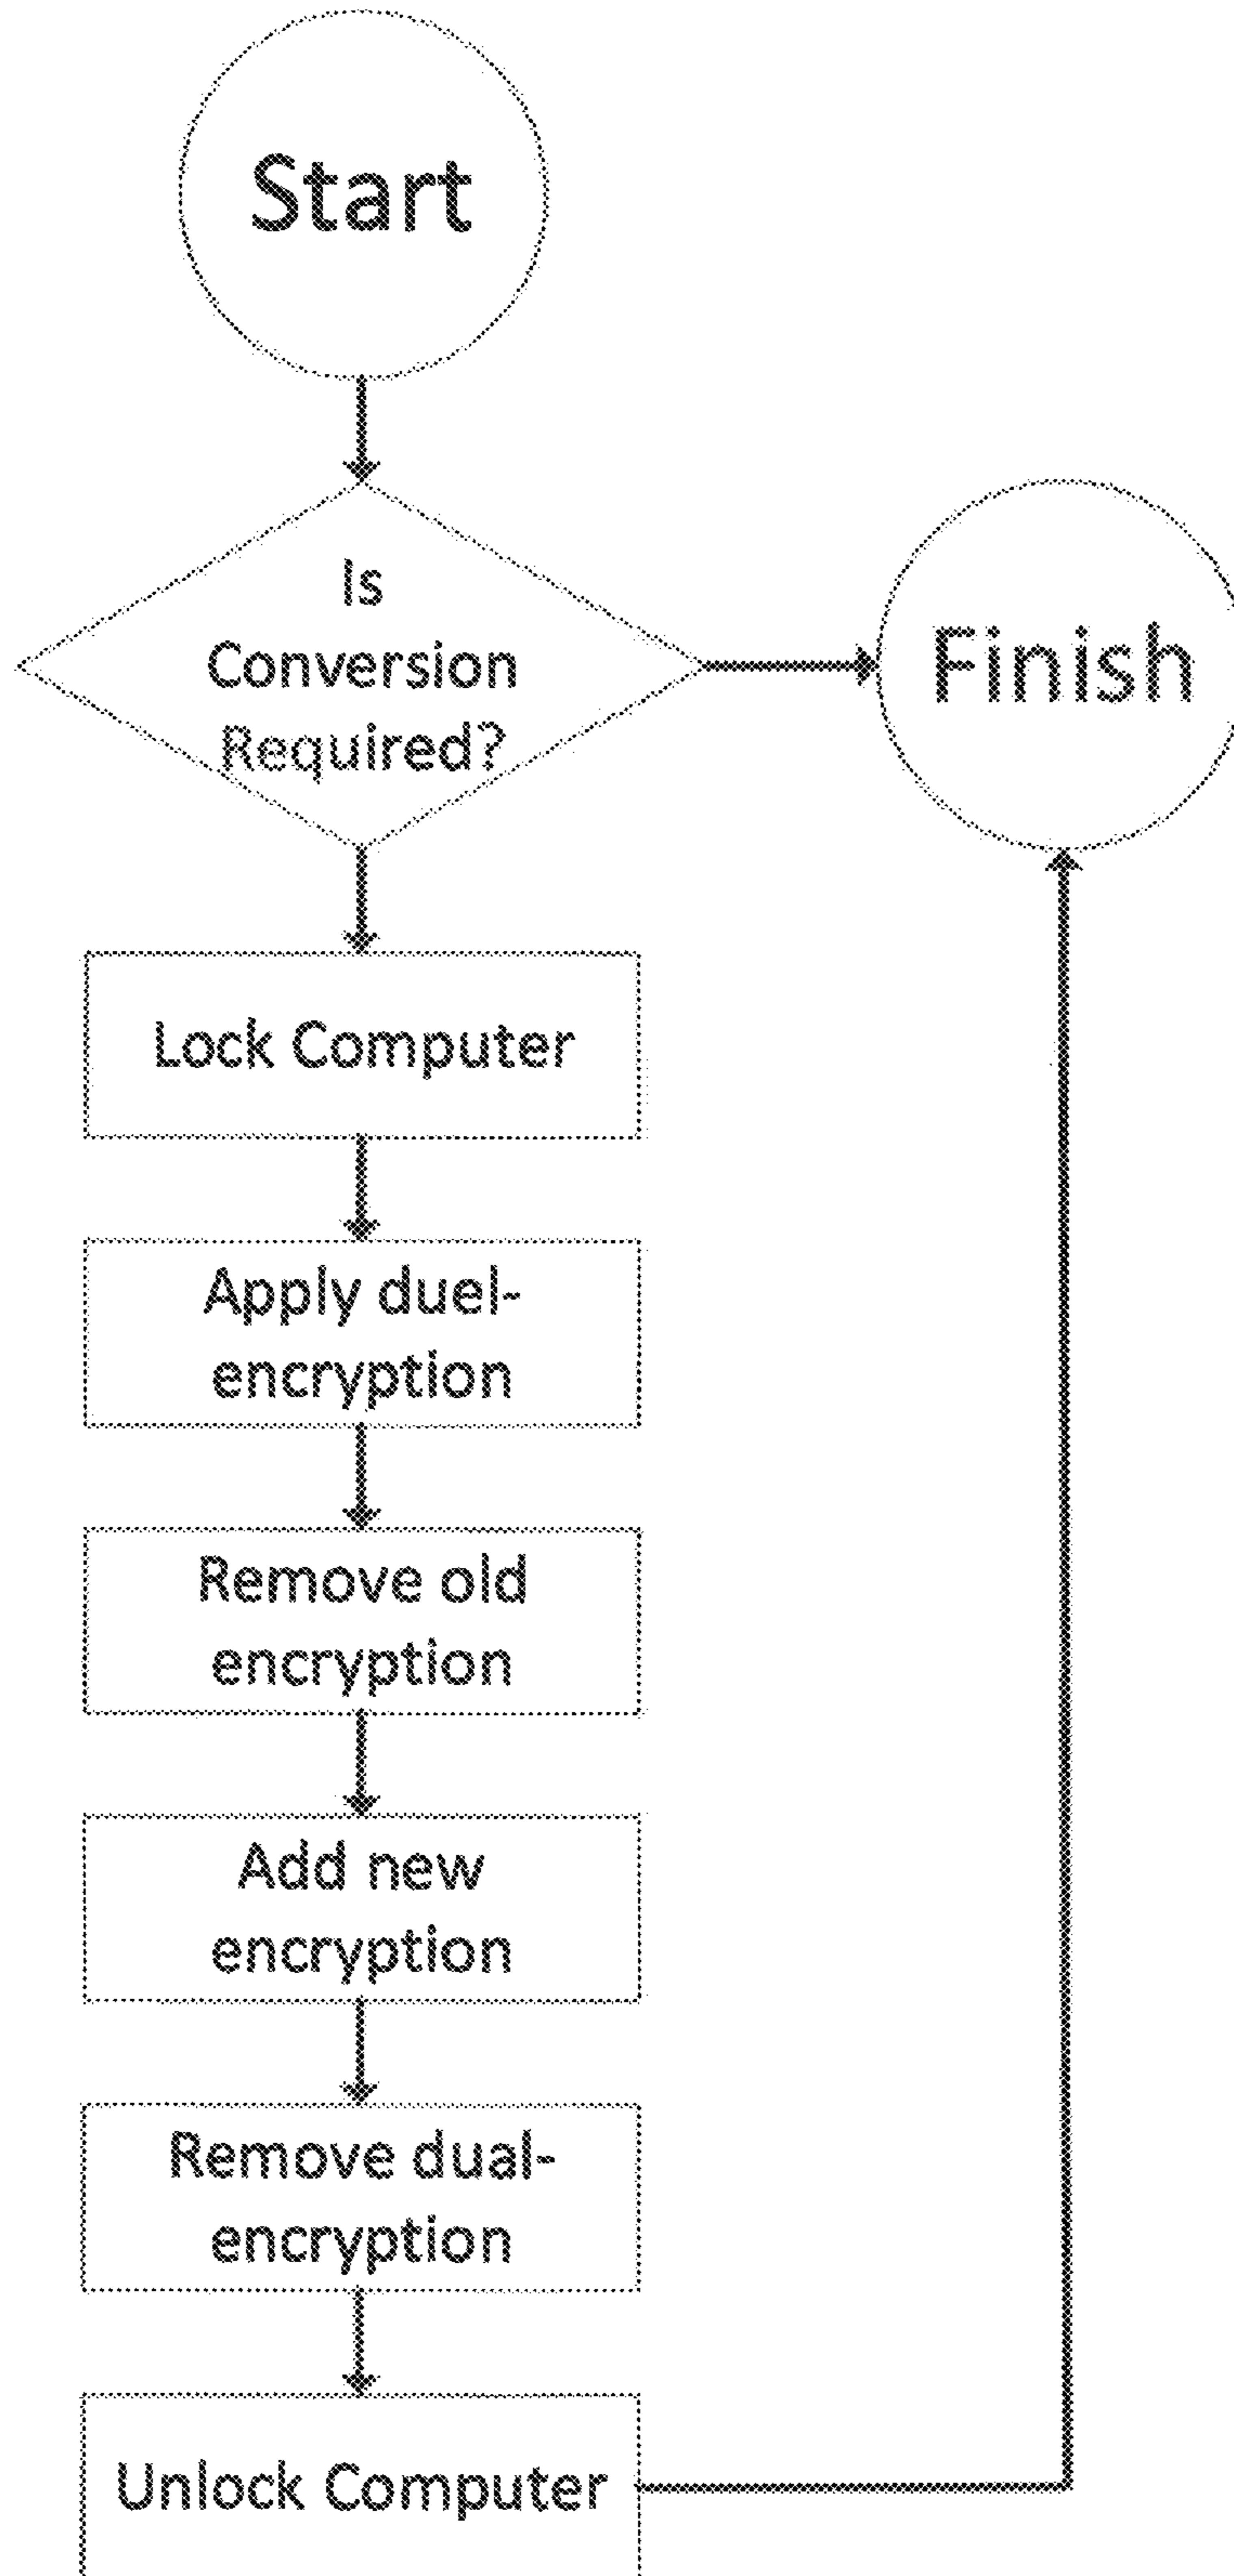 Start
Is
Conversion
Required?
Finish
Lock Computer
Apply duel-
encryption
Remove old
encryption
Add new
encryption
Remove dual-
encryption
Unlock Computer